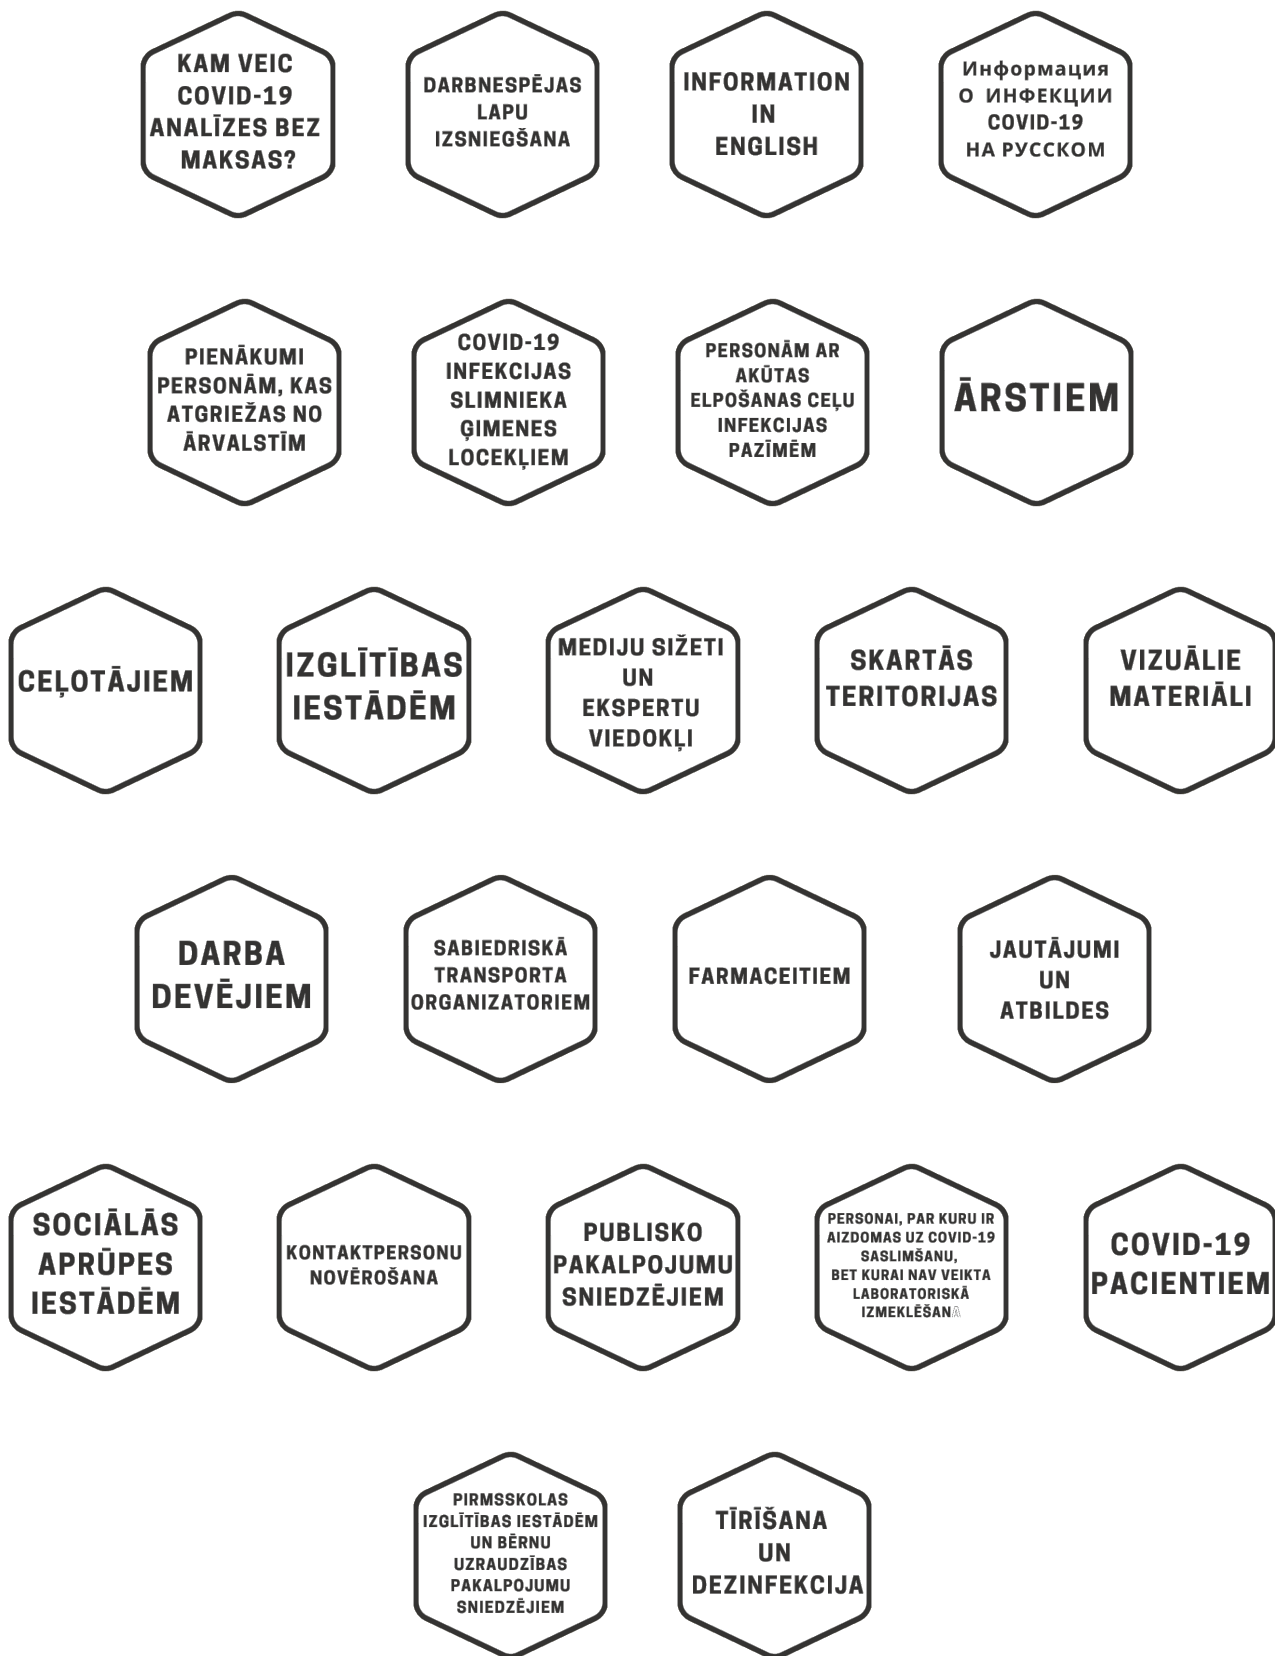 KAM VEIC
COVID-19
ANALĪZES BEZ
MAKSAS?
DARBNESPĒJAS
LAPU
IZSNIEGŠANA
INFORMATION
IN
ENGLISH
Информация
О ИНФЕКЦИИ
COVID-19
НА РУССКОМ
PIENĀKUMI
PERSONĀM, KAS
ATGRIEŽAS NO
ĀRVALSTĪM
COVID-19
INFEKCIJAS
SLIMNIEKA
ĢIMENES
LOCEKĻIEM
PERSONĀM AR
AKŪTAS
ELPOŠANAS CEĻU
INFEKCIJAS
PAZĪMĒM
ĀRSTIEM
CEĻOTĀJIEM
IZGLĪTĪBAS
IESTĀDĒM
MEDIJU SIŽETI
UN
EKSPERTU
VIEDOKĻI
SKARTĀS
TERITORIJAS
VIZUĀLIE
MATERIĀLI
DARBA
DEVĒJIEM
SABIEDRISKĀ
TRANSPORTA
ORGANIZATORIEM
FARMACEITIEM
JAUTĀJUMI
UN
ATBILDES
SOCIĀLĀS
APRŪPES
IESTĀDĒM
KONTAKTPERSONU
NOVĒROŠANA
PUBLISKO
PAKALPOJUMU
SNIEDZĒJIEM
PERSONAI, PAR KURU IR
AIZDOMAS UZ COVID-19
SASLIMŠANU,
BET KURAI NAV VEIKTA
LABORATORISKĀ
IZMEKLĒŠANA
COVID-19
PACIENTIEM
PIRMSSKOLAS
IZGLĪTĪBAS IESTĀDĒM
UN BĒRNU
UZRAUDZĪBAS
PAKALPOJUMU
SNIEDZĒJIEM
TĪRĪŠANA
UN
DEZINFEKCIJA